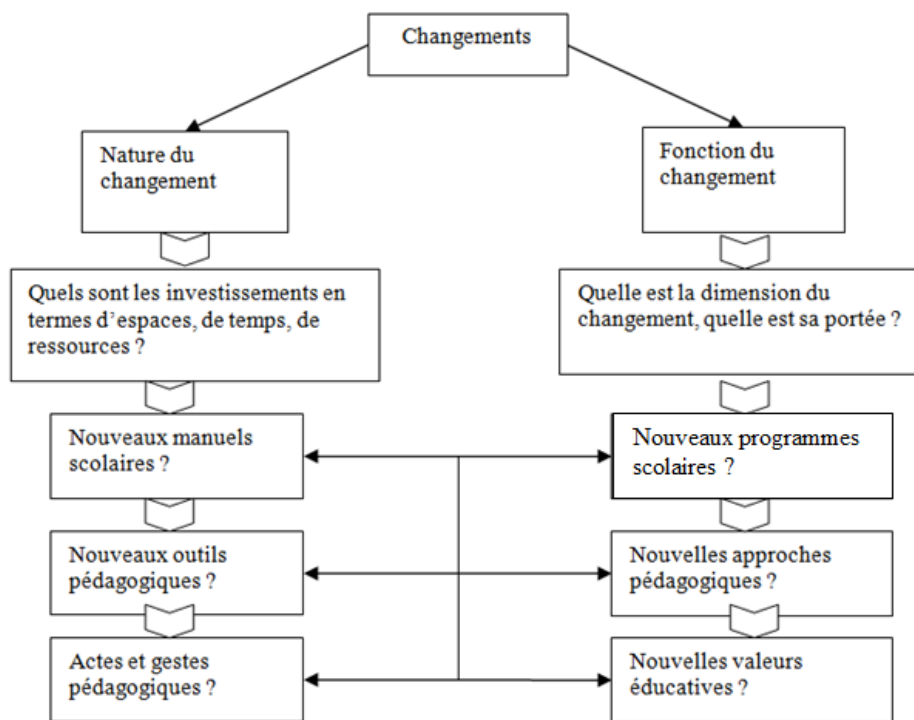 Changements
Nature du
changement
Fonction du
changement
Quels sont les investissements en
termes d’espaces, de temps, de
ressources ?
Quelle est la dimension du
changement, quelle est sa portée ?
Nouveaux manuels
scolaires ?
Nouveaux programmes
scolaires ?
Nouveaux outils
pédagogiques ?
Nouvelles approches
pédagogiques ?
Actes et gestes
pédagogiques ?
Nouvelles valeurs
éducatives ?